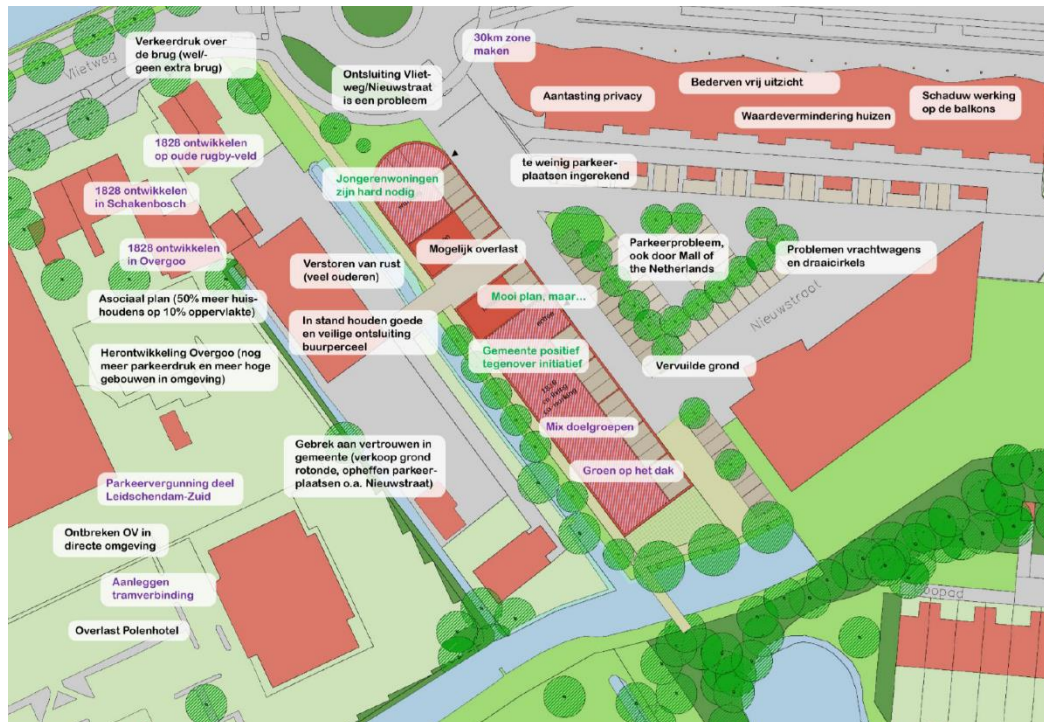 Vlietweg
Verkeerdruk over
de brug (wel/-
geen extra brug)
Ontsluiting Vliet-
weg/Nieuwstraat
is een probleem
30km zone
maken
Aantasting privacy
Bederven vrij uitzicht
Waardevermindering huizen
Schaduw werking
op de balkons
1828 ontwikkelen
op oude rugby-veld
Jongerenwoningen
zijn hard nodig
te weinig parkeer-
plaatsen ingerekend
1828 ontwikkelen
in Schakenbosch
1828 ontwikkelen
in Overgoo
Verstoren van rust
(veel ouderen)
Mogelijk overlast
Parkeerprobleem,
ook door Mall of
the Netherlands
Problemen vrachtwagens
en draaicirkels
Asociaal plan (50% meer huis-
houdens op 10% oppervlakte)
In stand houden goede
en veilige ontsluiting
buurperceel
Mooi plan, maar...
Nieuwstraat
Herontwikkeling Overgoo (nog
meer parkeerdruk en meer hoge
gebouwen in omgeving)
Gemeente positief
tegenover initiatief
Vervuilde grond
1828
Mix doelgroepen
Gebrek aan vertrouwen in
gemeente (verkoop grond
rotonde, opheffen parkeer-
plaatsen o.a. Nieuwstraat)
Groen op het dak
Parkeervergunning deel
Leidschendam-Zuid
Ontbreken OV in
directe omgeving
Aanleggen
tramverbinding
Overlast Polenhotel